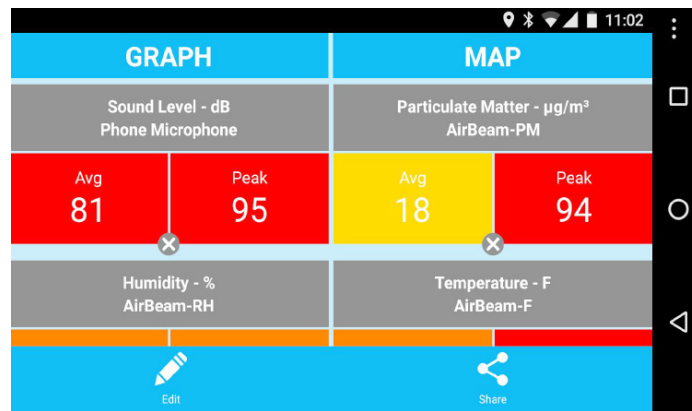 11:02
GRAPH
MAP
Sound Level - dB
Phone Microphone
Particulate Matter - µg/m³
AirBeam-PM
Avg
81
Peak
95
Avg
18
Peak
94
Humidity - %
AirBeam-RH
Temperature - F
AirBeam-F
Edit
Share